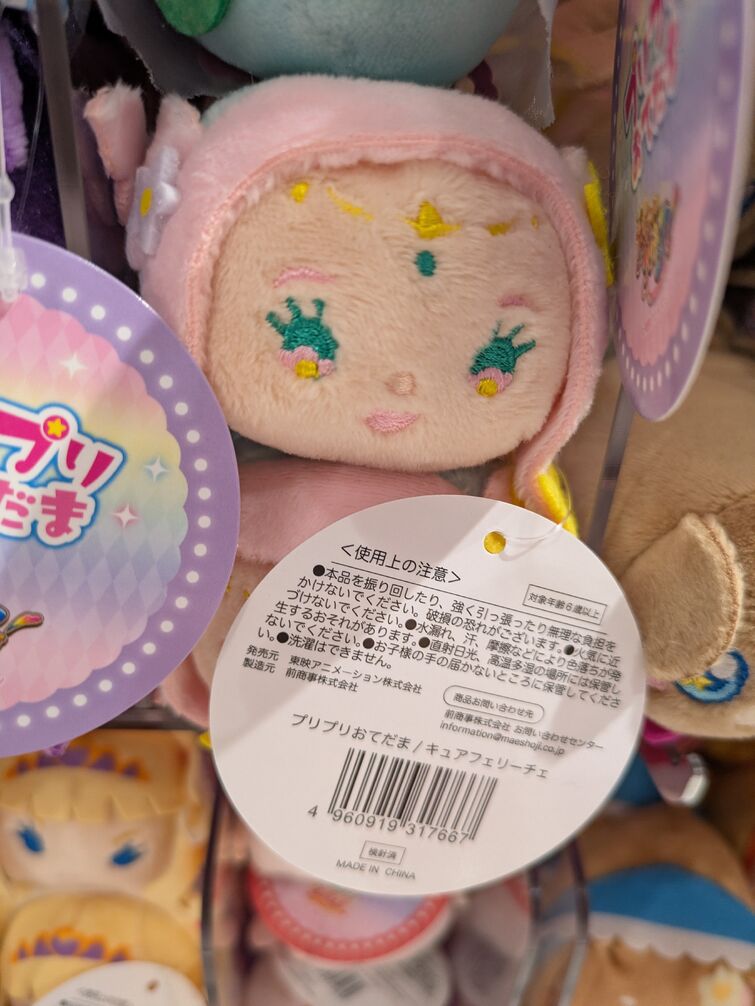 プリ
だま
<使用上の注意>
対象年齢6歳以上
●本品を振り回したり、強く引っ張ったり無理な負担を
かけないでください。破損の恐れがございます。●火気に近
づけないでください。●水漏れ、汗、摩擦などにより色落ちが発
生するおそれがあります。●直射日光、高温多湿の場所には保管し
ないでください。●お子様の手の届かないところに保管してくださ
い。●洗濯はできません。
発売元 東映アニメーション株式会社
製造元 前商事株式会社
商品お問い合わせ先
前商事株式会社 お問い合わせセンター
information@maeshoji.co.jp
プリプリおてだま/キュアフェリーチェ
4 960919 317667
検針済
MADE IN CHINA